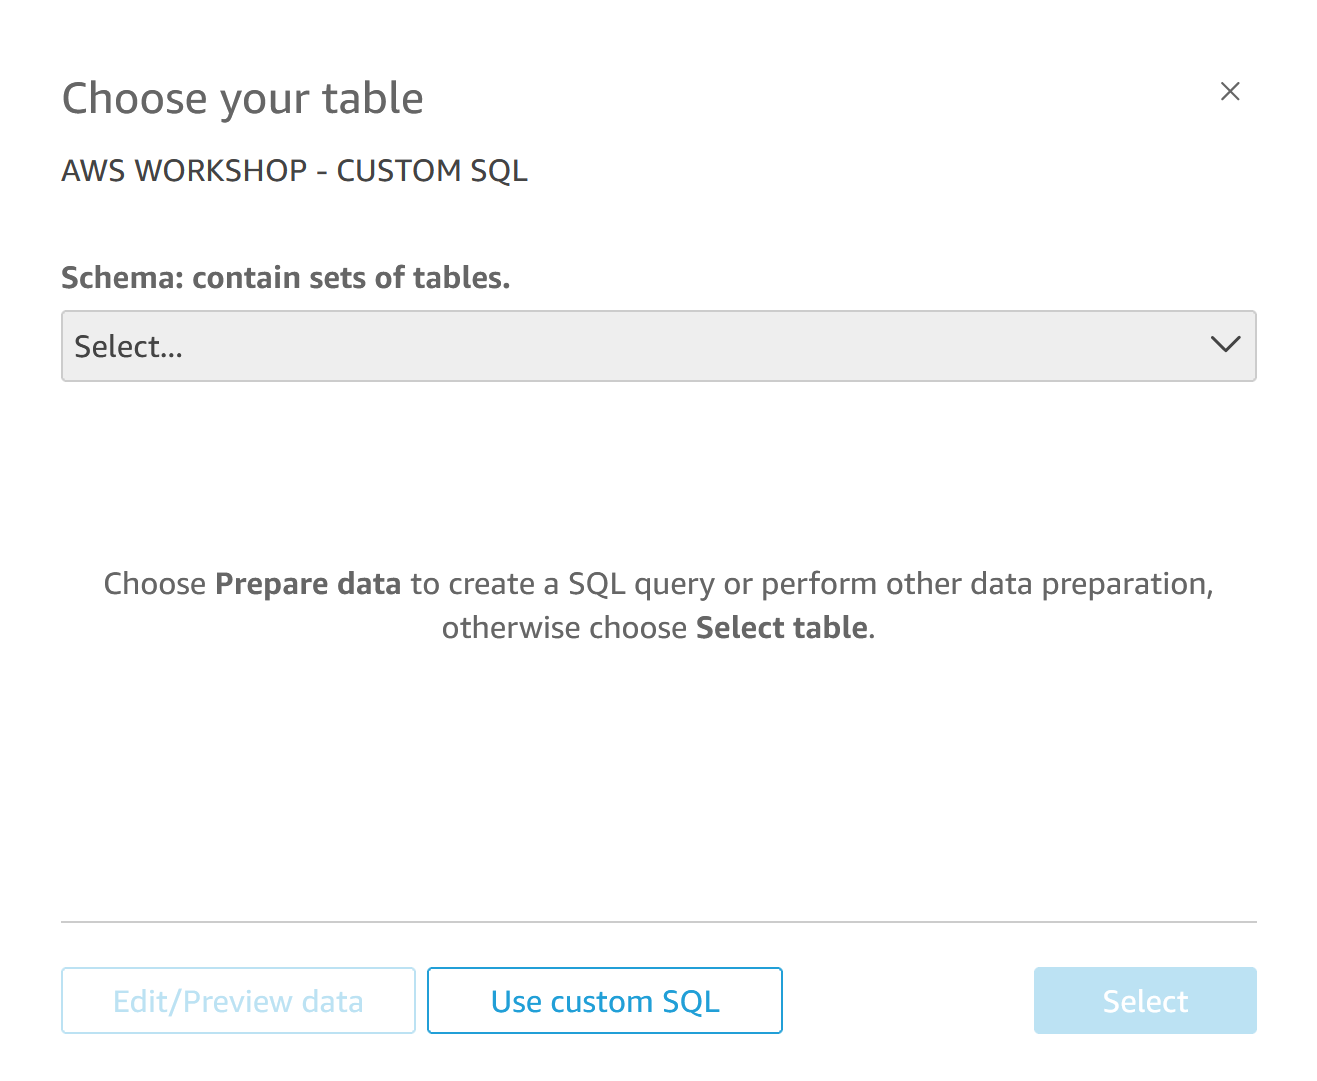 Choose your table
AWS WORKSHOP - CUSTOM SQL
Schema: contain sets of tables.
Select...
Choose Prepare data to create a SQL query or perform other data preparation,
otherwise choose Select table.
Edit/Preview data
Use custom SQL
Select